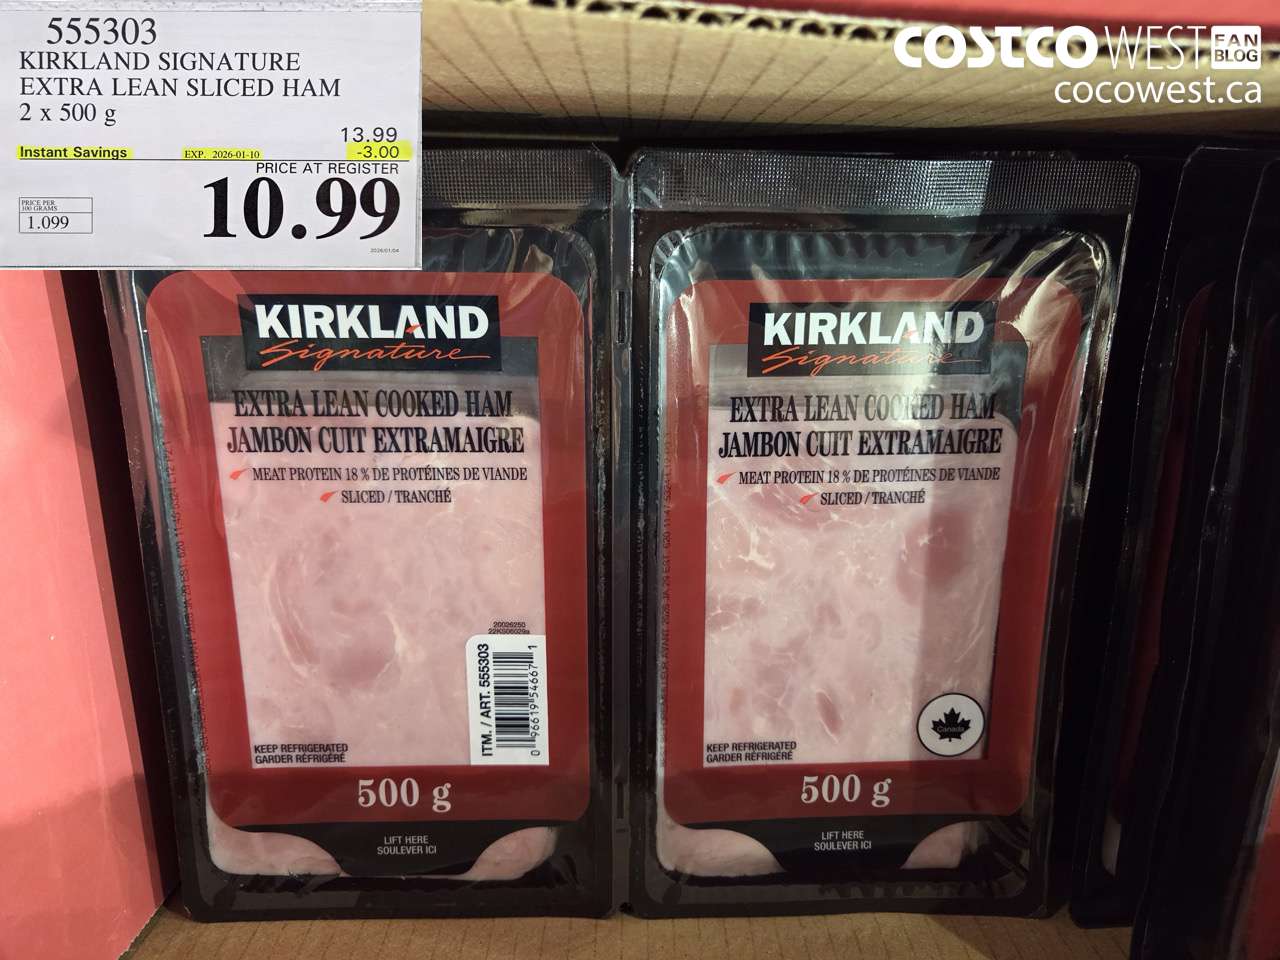 555303
KIRKLAND SIGNATURE
EXTRA LEAN SLICED HAM
2 x 500 g
13.99
Instant Savings EXP. 2026-01-10 -3.00
PRICE AT REGISTER
10.99
PRICE PER
100 GRAMS
1.099
2026/01/04
COSTCO WEST FAN BLOG
cocowest.ca
KIRKLAND
Signature
EXTRA LEAN COOKED HAM
JAMBON CUIT EXTRAMAIGRE
MEAT PROTEIN 18 % DE PROTÉINES DE VIANDE
SLICED / TRANCHÉ
20026250
ITM. / ART. 555303
0 96619 54667 1
KEEP REFRIGERATED
GARDER RÉFRIGÉRÉ
500 g
LIFT HERE
SOULEVER ICI
KIRKLAND
Signature
EXTRA LEAN COOKED HAM
JAMBON CUIT EXTRAMAIGRE
MEAT PROTEIN 18 % DE PROTÉINES DE VIANDE
SLICED / TRANCHÉ
Canada
KEEP REFRIGERATED
GARDER RÉFRIGÉRÉ
500 g
LIFT HERE
SOULEVER ICI